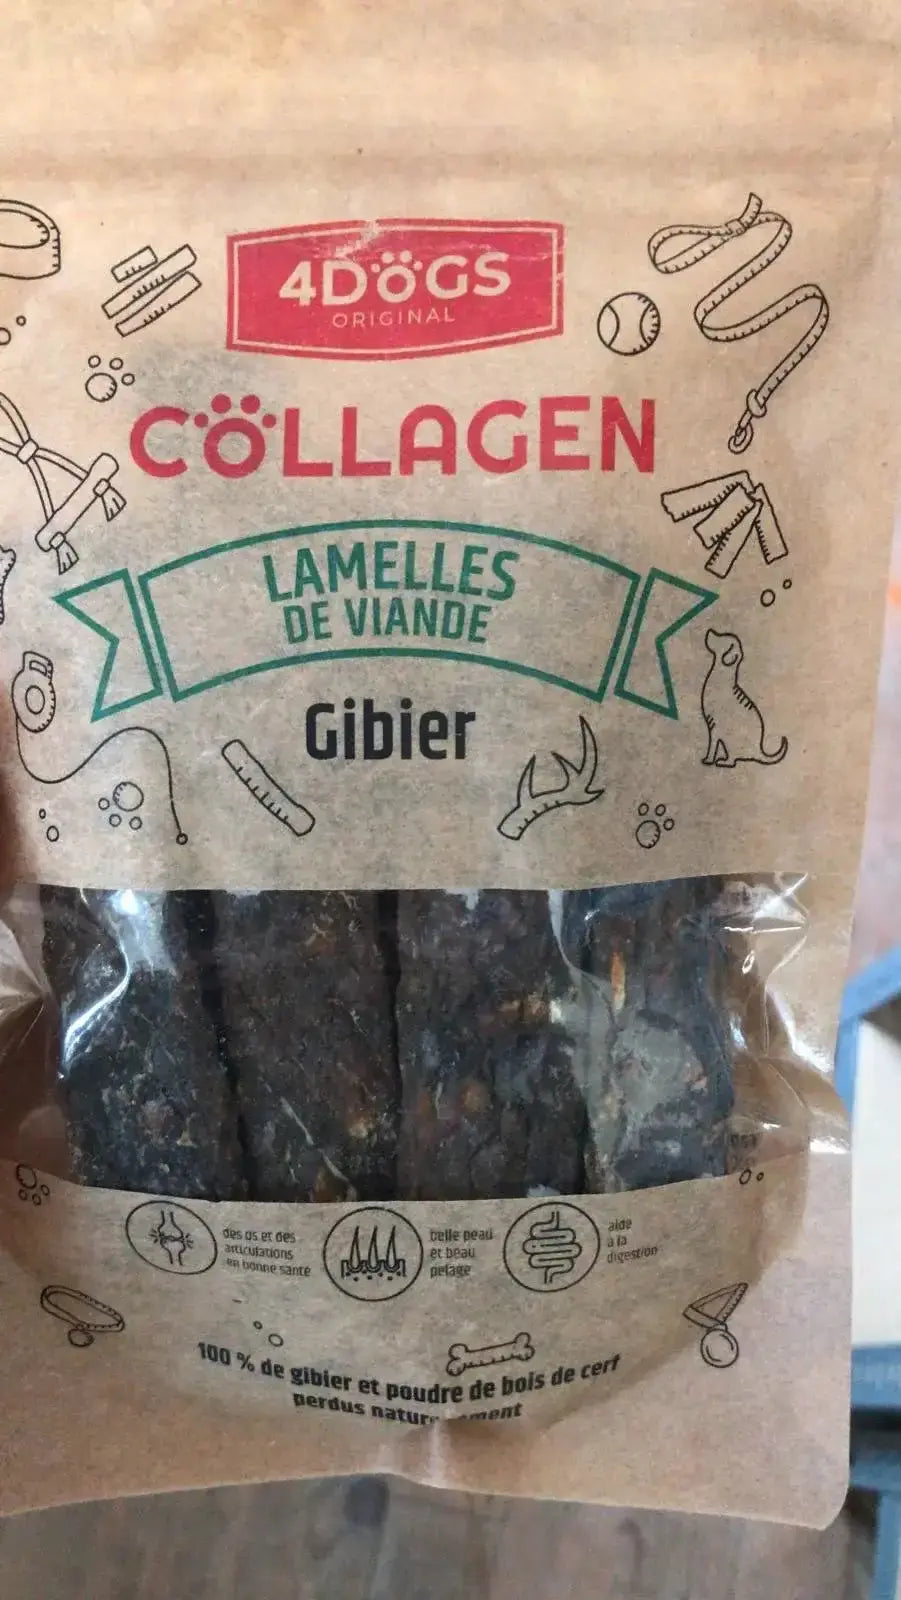 4DOGS
ORIGINAL
COLLAGEN
LAMELLES
DE VIANDE
Gibier
des os et des
articulations
en bonne santé
belle peau
et beau
pelage
aide
à la
digestion
100 % de gibier et poudre de bois de cerf
perdus